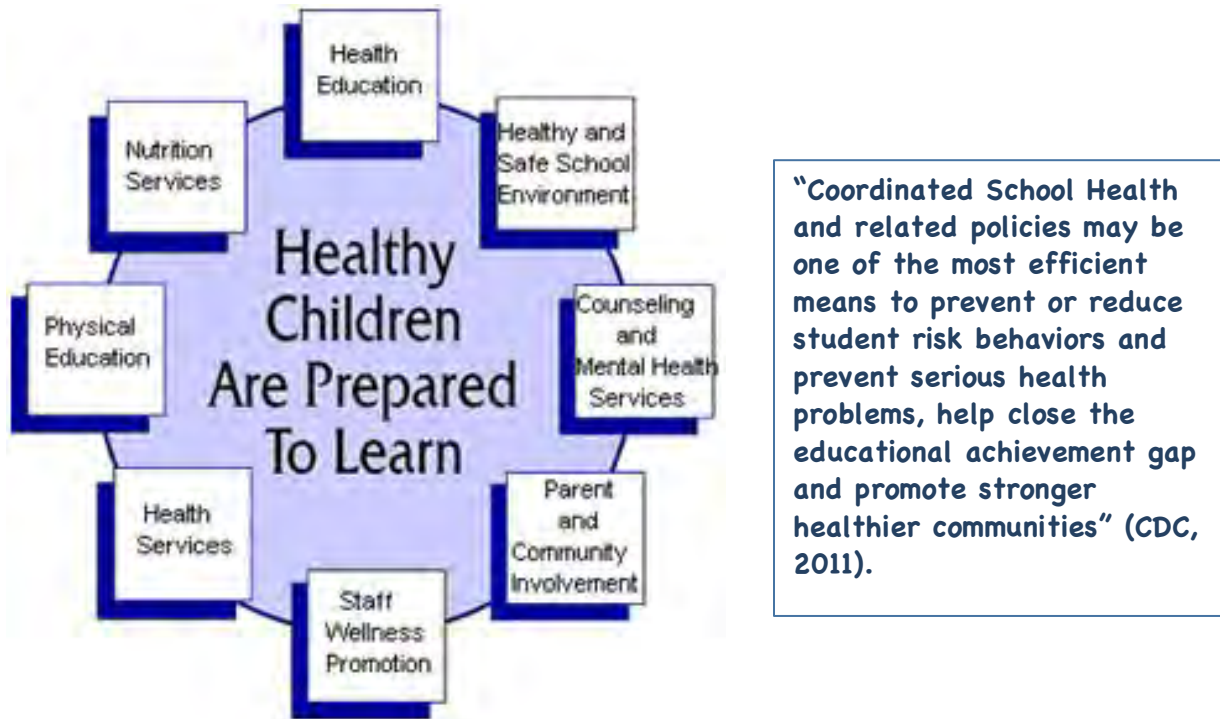 Health
Education
Healthy and
Safe School
Environment
Counseling
and
Mental Health
Services
Parent
and
Community
Involvement
Staff
Wellness
Promotion
Health
Services
Physical
Education
Nutrition
Services
Healthy
Children
Are Prepared
To Learn
“Coordinated School Health
and related policies may be
one of the most efficient
means to prevent or reduce
student risk behaviors and
prevent serious health
problems, help close the
educational achievement gap
and promote stronger
healthier communities” (CDC,
2011).